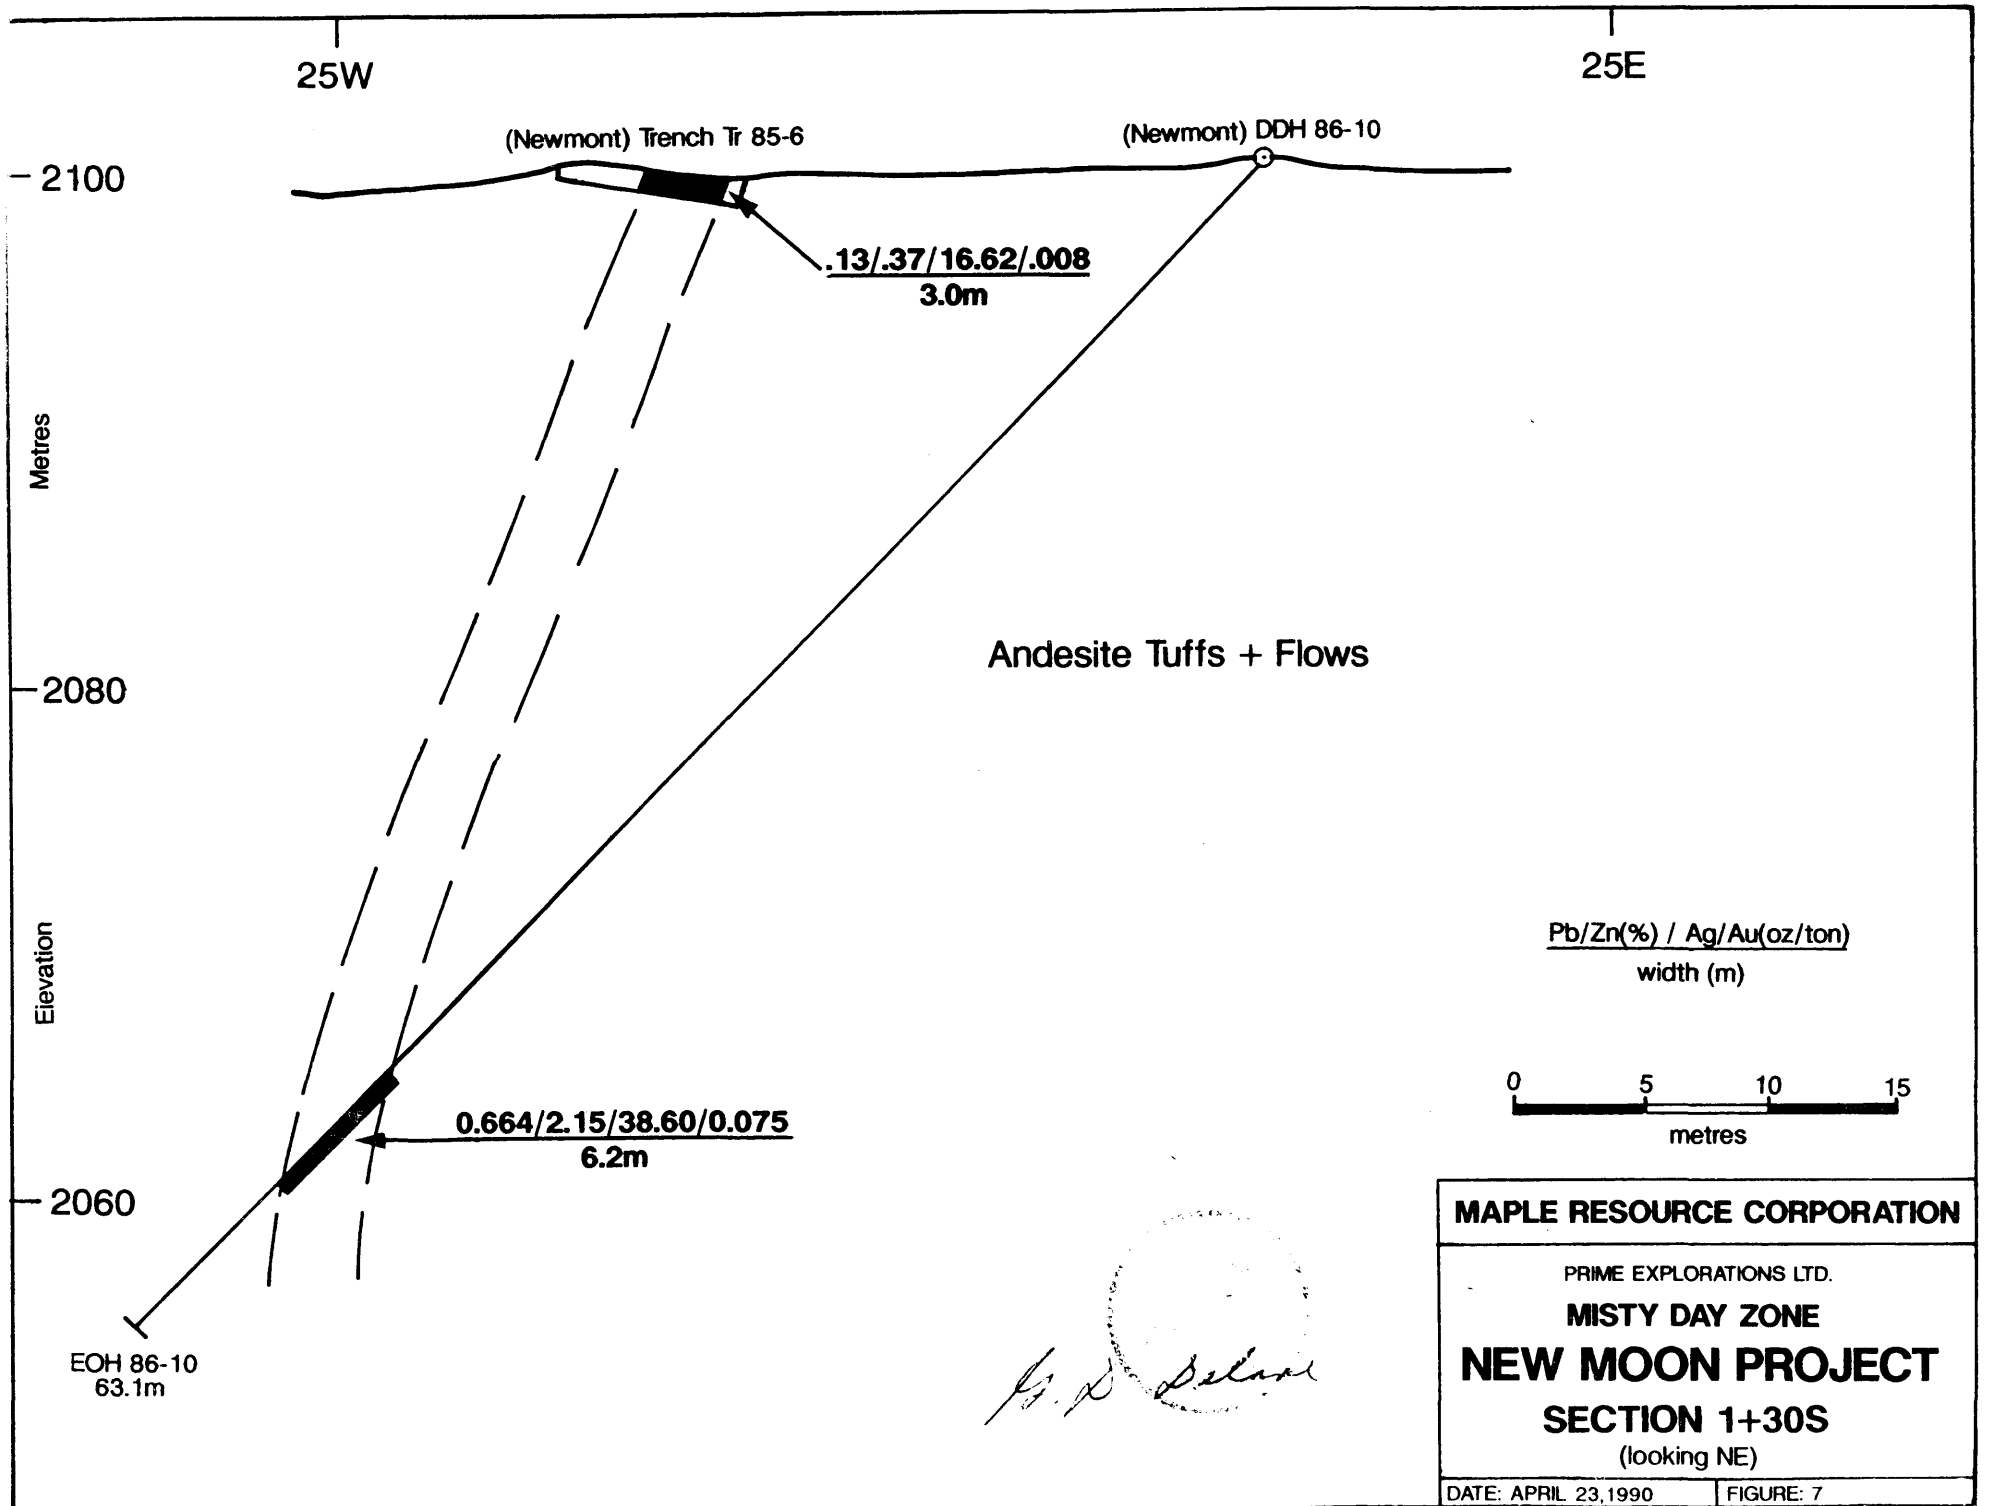 25W
25E
(Newmont) Trench Tr 85-6
(Newmont) DDH 86-10
2100
.13/.37/16.62/.008
3.0m
Metres
Andesite Tuffs + Flows
2080
Elevation
Pb/Zn(%) / Ag/Au(oz/ton)
width (m)
0 5 10 15
metres
0.664/2.15/38.60/0.075
6.2m
2060
EOH 86-10
63.1m
MAPLE RESOURCE CORPORATION
PRIME EXPLORATIONS LTD.
MISTY DAY ZONE
NEW MOON PROJECT
SECTION 1+30S
(looking NE)
DATE: APRIL 23,1990
FIGURE: 7